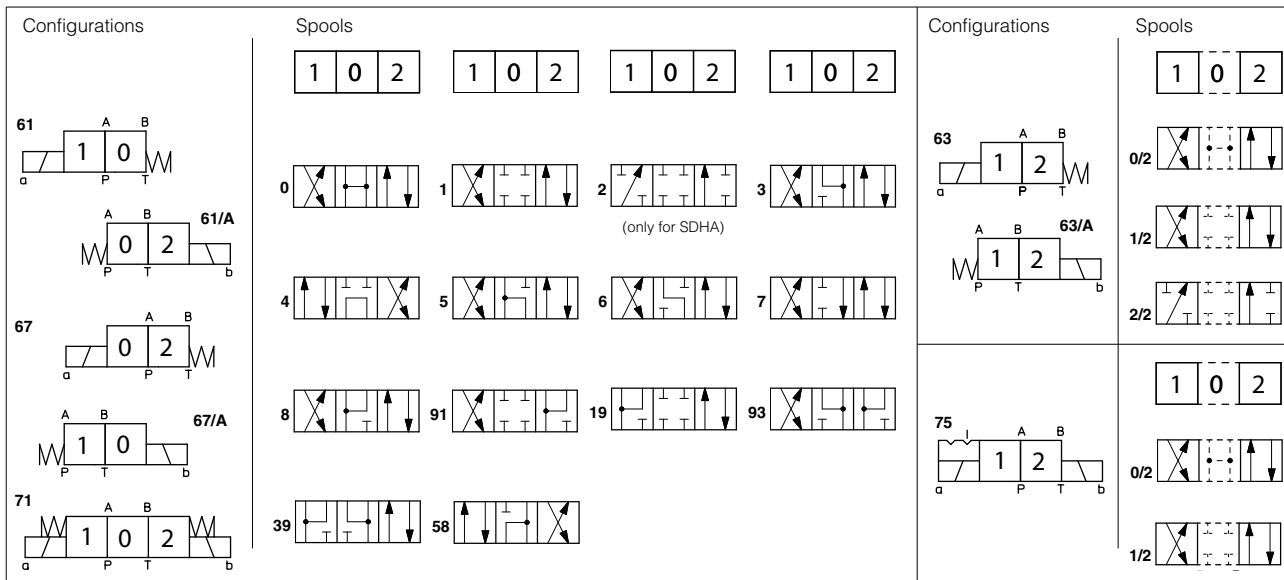 Configurations
Spools
Configurations
Spools
1 0 2
1 0 2
1 0 2
1 0 2
1 0 2
61
A B
1 0
a P T
63
A B
1 2
a P T
0/2
0
1
2
3
(only for SDHA)
A B 61/A
0 2
P T b
A B 63/A
1 2
P T b
1/2
4
5
6
7
2/2
67
A B
0 2
a P T
1 0 2
8
91
19
93
A B 67/A
1 0
P T b
75
A B
1 2
a P T b
0/2
71
A B
1 0 2
a P T b
39
58
1/2